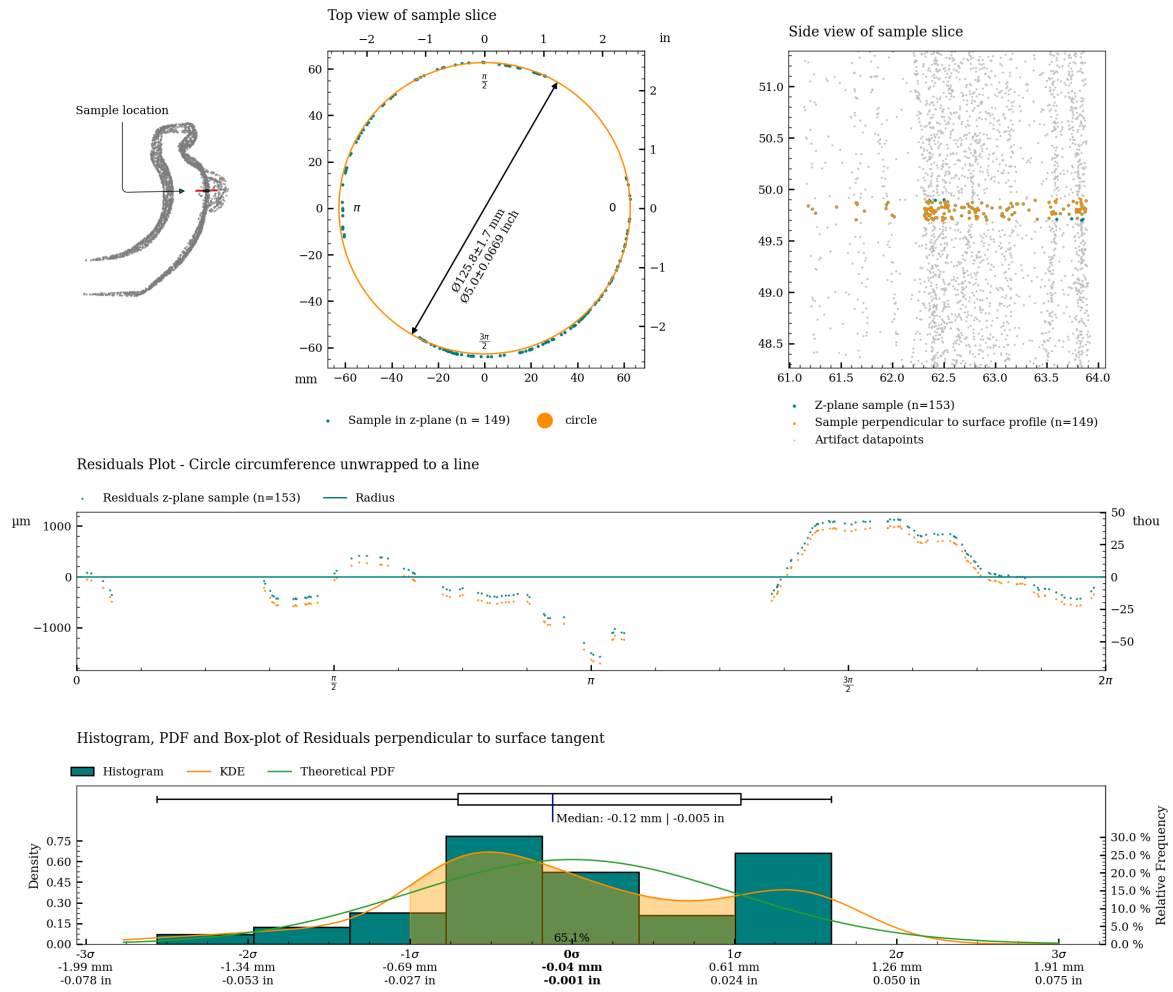 Top view of sample slice
−2 −1 0 1 2 in
Side view of sample slice
Sample location
60
40
20
0
−20
−40
−60
mm
−60 −40 −20 0 20 40 60
2
1
0
−1
−2
π/2
π
0
3π/2
Ø125.8±1.7 mm
Ø5.0±0.0669 inch
51.0
50.5
50.0
49.5
49.0
48.5
61.0 61.5 62.0 62.5 63.0 63.5 64.0
Sample in z-plane (n = 149) circle
Z-plane sample (n=153)
Sample perpendicular to surface profile (n=149)
Artifact datapoints
Residuals Plot - Circle circumference unwrapped to a line
Residuals z-plane sample (n=153) Radius
µm
1000
0
−1000
50 thou
25
0
−25
−50
0 π/2 π 3π/2 2π
Histogram, PDF and Box-plot of Residuals perpendicular to surface tangent
Histogram KDE Theoretical PDF
Median: -0.12 mm | -0.005 in
Density
0.75
0.60
0.45
0.30
0.15
0.00
Relative Frequency
30.0 %
25.0 %
20.0 %
15.0 %
10.0 %
5.0 %
0.0 %
65.1%
-3σ -2σ -1σ 0σ 1σ 2σ 3σ
-1.99 mm -1.34 mm -0.69 mm -0.04 mm 0.61 mm 1.26 mm 1.91 mm
-0.078 in -0.053 in -0.027 in -0.001 in 0.024 in 0.050 in 0.075 in